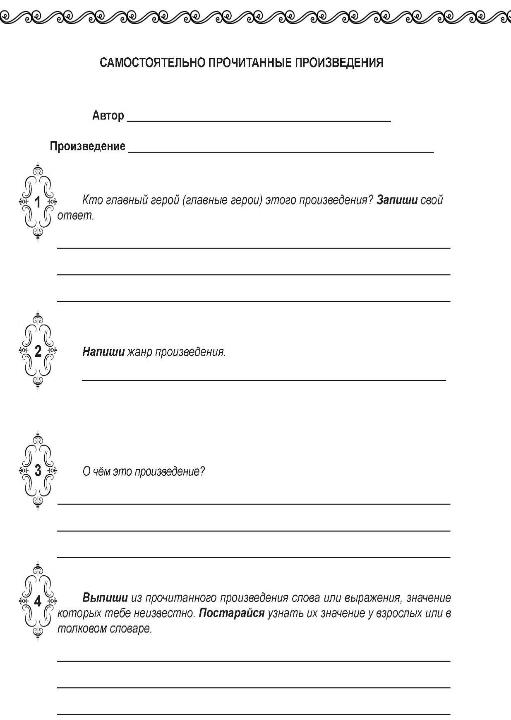 САМОСТОЯТЕЛЬНО ПРОЧИТАННЫЕ ПРОИЗВЕДЕНИЯ
Автор
Произведение
1
Кто главный герой (главные герои) этого произведения? Запиши свой
ответ.
2
Напиши жанр произведения.
3
О чём это произведение?
4
Выпиши из прочитанного произведения слова или выражения, значение
которых тебе неизвестно. Постарайся узнать их значение у взрослых или в
толковом словаре.